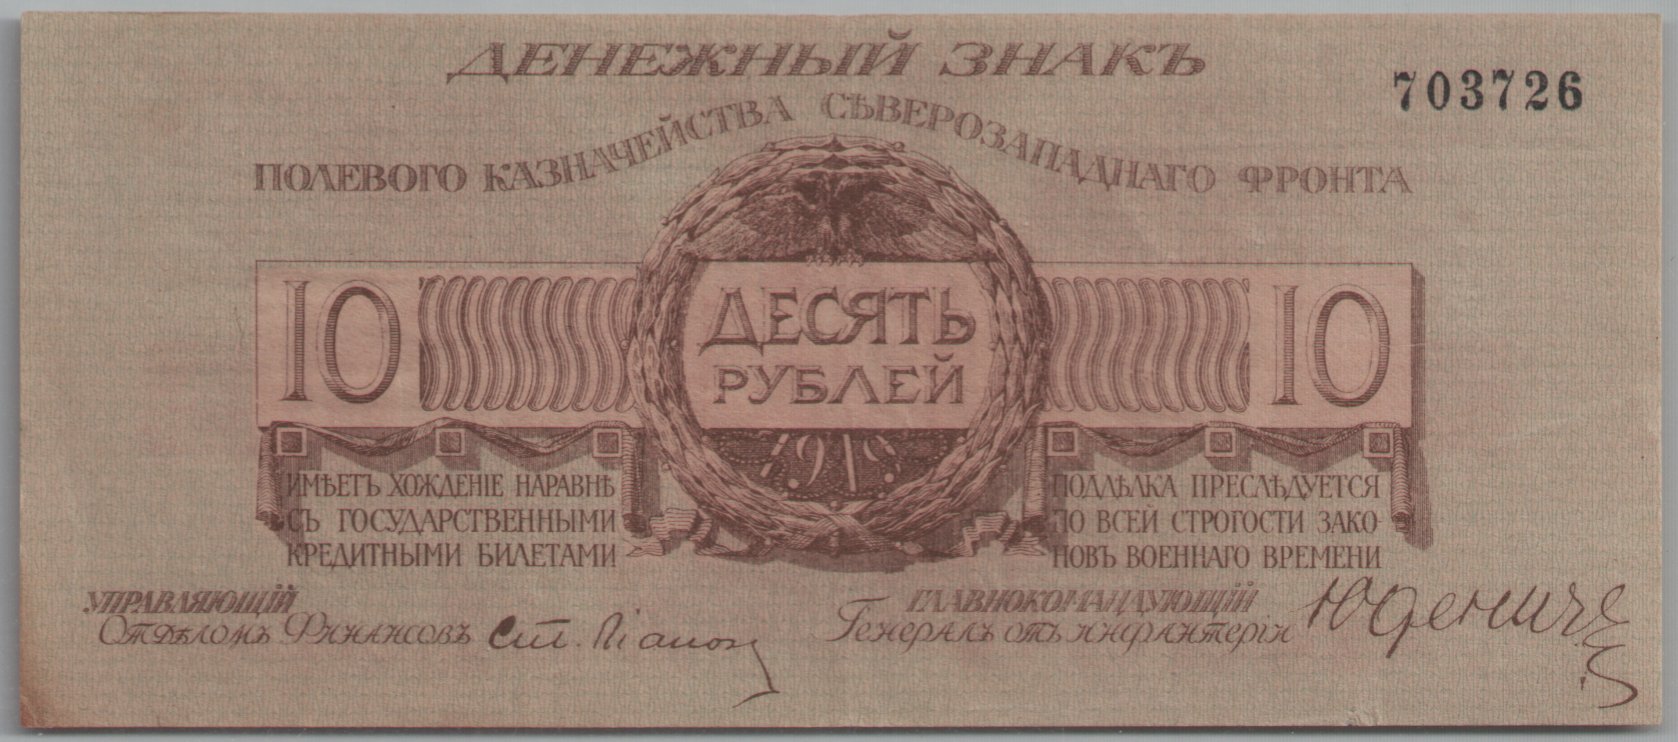 ДЕНЕЖНЫЙ ЗНАКЪ
703726
ПОЛЕВОГО КАЗНАЧЕЙСТВА СѢВЕРОЗАПАДНАГО ФРОНТА
10
ДЕСЯТЬ
РУБЛЕЙ
10
1919
ИМѢЕТЪ ХОЖДЕНІЕ НАРАВНѢ
СЪ ГОСУДАРСТВЕННЫМИ
КРЕДИТНЫМИ БИЛЕТАМИ
ПОДДѢЛКА ПРЕСЛѢДУЕТСЯ
ПО ВСЕЙ СТРОГОСТИ ЗАКО-
НОВЪ ВОЕННАГО ВРЕМЕНИ
УПРАВЛЯЮЩІЙ
ОТДѢЛОМЪ ФИНАНСОВЪ
ГЛАВНОКОМАНДУЮЩІЙ
Генералъ отъ инфантеріи Юденичъ